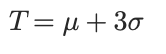 T = μ + 3σ